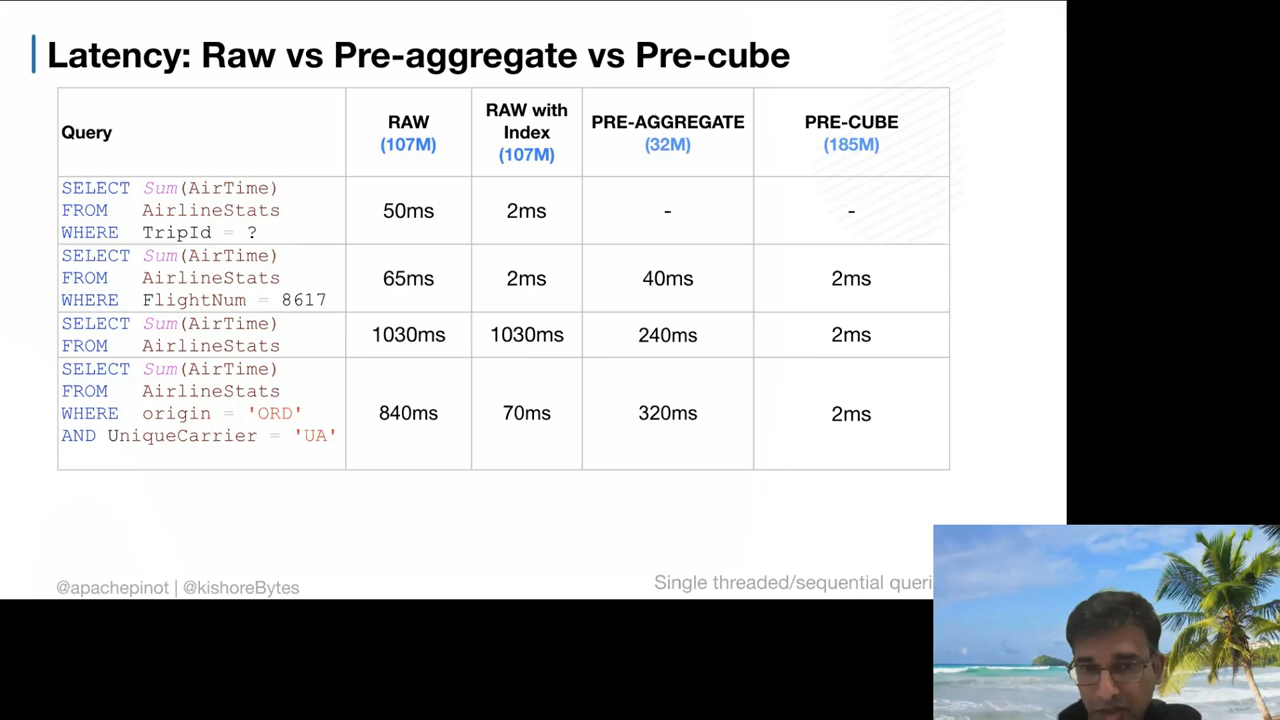 Latency: Raw vs Pre-aggregate vs Pre-cube
Query
RAW
(107M)
RAW with
Index
(107M)
PRE-AGGREGATE
(32M)
PRE-CUBE
(185M)
SELECT Sum(AirTime)
FROM AirlineStats
WHERE TripId = ?
50ms
2ms
-
-
SELECT Sum(AirTime)
FROM AirlineStats
WHERE FlightNum = 8617
65ms
2ms
40ms
2ms
SELECT Sum(AirTime)
FROM AirlineStats
1030ms
1030ms
240ms
2ms
SELECT Sum(AirTime)
FROM AirlineStats
WHERE origin = 'ORD'
AND UniqueCarrier = 'UA'
840ms
70ms
320ms
2ms
@apachepinot | @kishoreBytes
Single threaded/sequential